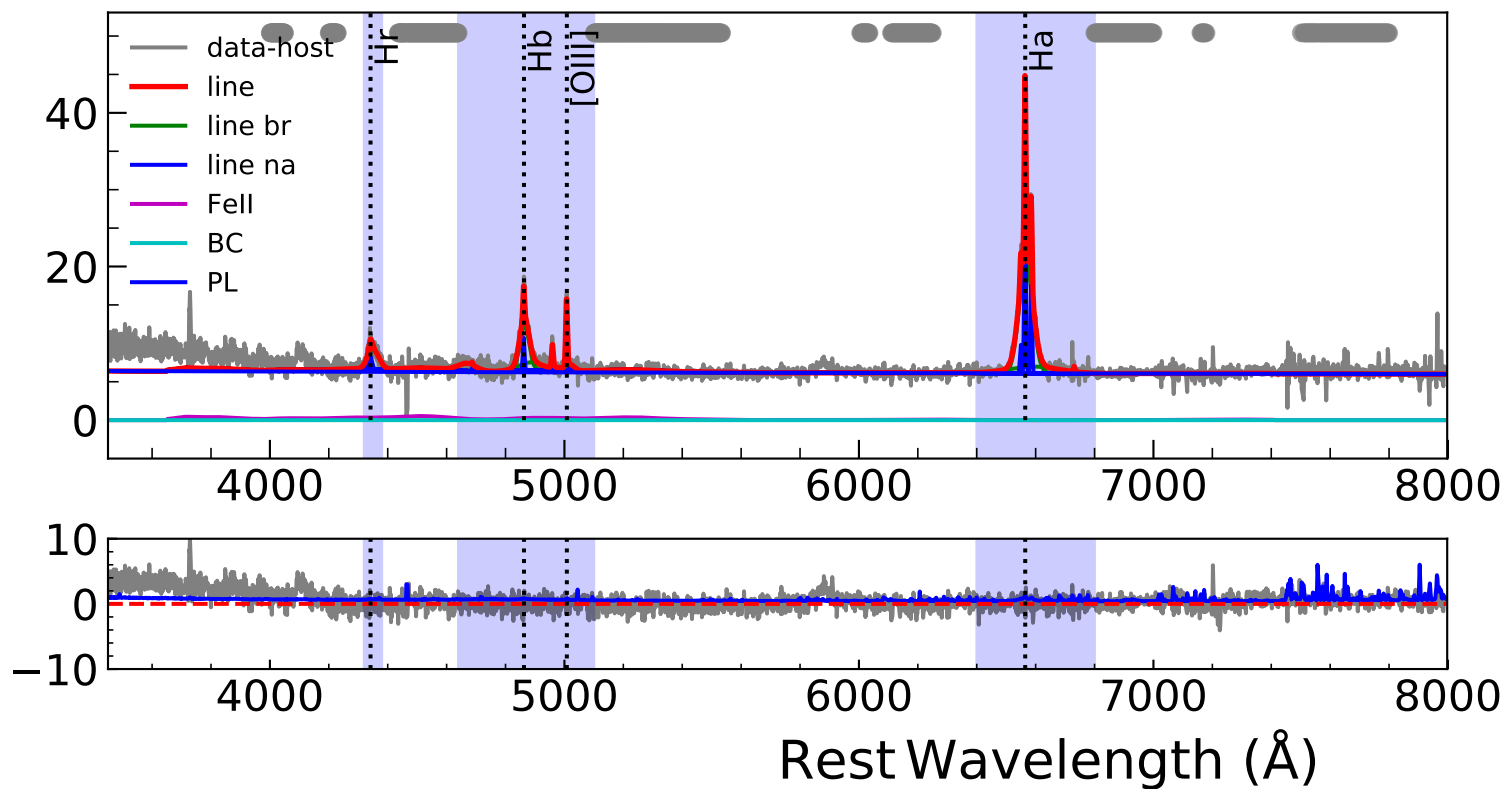 data-host
line
line br
line na
FeII
BC
PL
Hr
Hb
[OIII]
Ha
40
20
0
4000 5000 6000 7000 8000
10
0
−10
4000 5000 6000 7000 8000
Rest Wavelength (Å)